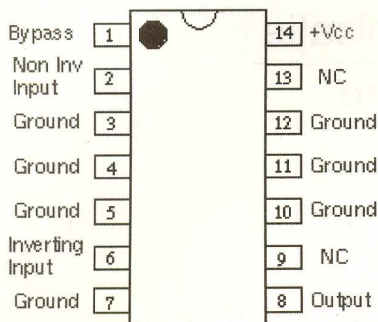 Bypass 1 14 +Vcc
Non Inv
Input 2 13 NC
Ground 3 12 Ground
Ground 4 11 Ground
Ground 5 10 Ground
Inverting
Input 6 9 NC
Ground 7 8 Output